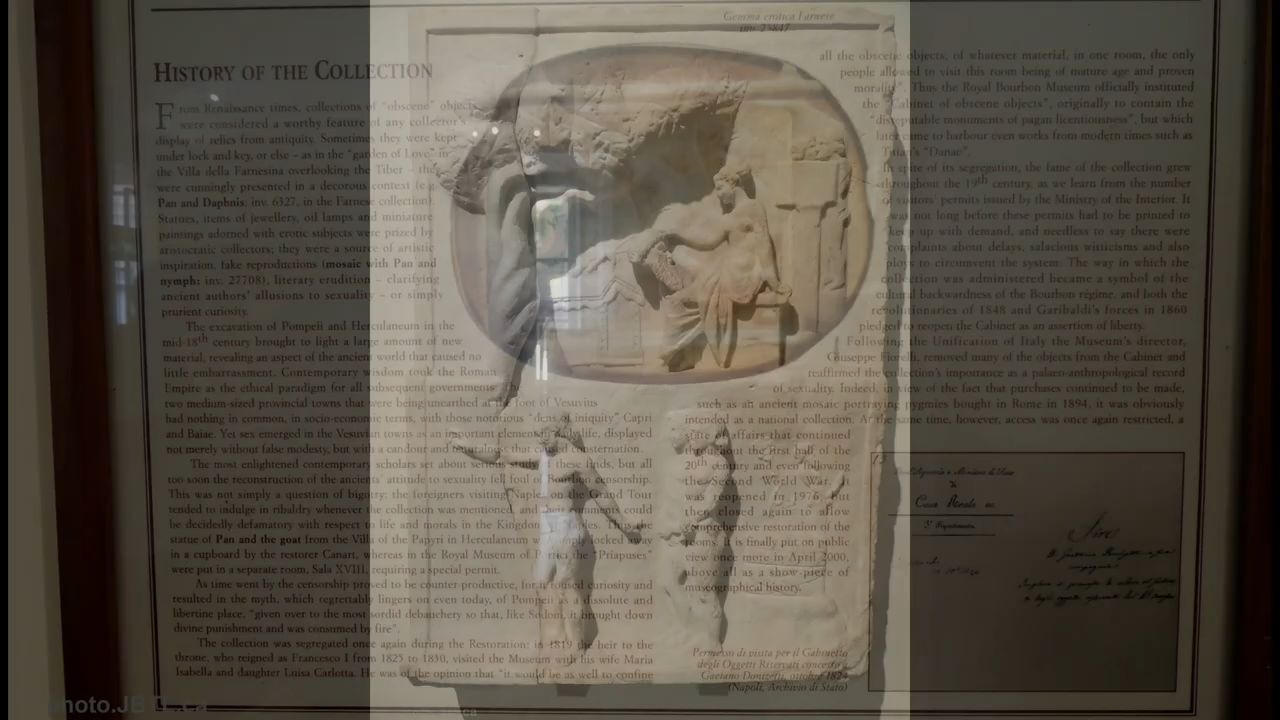 HISTORY OF THE COLLECTION
From Renaissance times, collections of "obscene" objects
were considered a worthy feature of any collector's
display of relics from antiquity. Sometimes they were kept
under lock and key, or else – as in the "garden of Love" in
the Villa della Farnesina overlooking the Tiber – they
were cunningly presented in a decorous context (e.g.
Pan and Daphnis; inv. 6327, in the Farnese collection).
Statues, items of jewellery, oil lamps and miniature
paintings adorned with erotic subjects were prized by
aristocratic collectors; they were a source of artistic
inspiration, fake reproductions (mosaic with Pan and
nymph: inv. 27708), literary erudition – clarifying
ancient authors' allusions to sexuality – or simply
prurient curiosity.
The excavation of Pompeii and Herculaneum in the
mid-18th century brought to light a large amount of new
material, revealing an aspect of the ancient world that caused no
little embarrassment. Contemporary wisdom took the Roman
Empire as the ethical paradigm for all subsequent governments
two medium-sized provincial towns that were being unearthed at the foot of Vesuvius
had nothing in common, in socio-economic terms, with those notorious "dens of iniquity" Capri
and Baiae. Yet sex emerged in the Vesuvian towns as an important element in life, displayed
not merely without false modesty, but with a candour and that consternation.
The most enlightened contemporary scholars set about serious study of these finds, but all
too soon the reconstruction of the ancients' attitude to sexuality fell foul of Bourbon censorship.
This was not simply a question of bigotry: the foreigners visiting Naples on the Grand Tour
tended to indulge in ribaldry whenever the collection was mentioned, and their comments could
be decidedly defamatory with respect to life and morals in the Kingdom of Naples. Thus the
statue of Pan and the goat from the Villa of the Papyri in Herculaneum was promptly locked away
in a cupboard by the restorer Canart, whereas in the Royal Museum of Portici the "Priapuses"
were put in a separate room, Sala XVIII, requiring a special permit.
As time went by the censorship proved to be counter-productive, for it roused curiosity and
resulted in the myth, which regrettably lingers on even today, of Pompeii as a dissolute and
libertine place, "given over to the most sordid debauchery so that, like Sodom, it brought down
divine punishment and was consumed by fire".
The collection was segregated once again during the Restoration: in 1819 the heir to the
throne, who reigned as Francesco I from 1825 to 1830, visited the Museum with his wife Maria
Isabella and daughter Luisa Carlotta. He was of the opinion that "it would be as well to confine
Gemma erotica Farnese
inv. 25847
all the obscene objects, of whatever material, in one room, the only
people allowed to visit this room being of mature age and proven
morality". Thus the Royal Bourbon Museum officially instituted
the "Cabinet of obscene objects", originally to contain the
"disreputable monuments of pagan licentiousness", but which
later came to harbour even works from modern times such as
Titian's "Danae".
In spite of its segregation, the fame of the collection grew
throughout the 19th century, as we learn from the number
of visitors' permits issued by the Ministry of the Interior. It
was not long before these permits had to be printed to
keep up with demand, and needless to say there were
complaints about delays, salacious witticisms and also
ploys to circumvent the system. The way in which the
collection was administered became a symbol of the
cultural backwardness of the Bourbon régime, and both the
revolutionaries of 1848 and Garibaldi's forces in 1860
pledged to reopen the Cabinet as an assertion of liberty.
Following the Unification of Italy the Museum's director,
Giuseppe Fiorelli, removed many of the objects from the Cabinet and
reaffirmed the collection's importance as a palaeo-anthropological record
of sexuality. Indeed, in view of the fact that purchases continued to be made,
such as an ancient mosaic portraying pygmies bought in Rome in 1894, it was obviously
intended as a national collection. At the same time, however, access was once again restricted, a
state of affairs that continued
throughout the first half of the
20th century and even following
the Second World War. It
was reopened in 1976, but
then closed again to allow
comprehensive restoration of the
rooms. It is finally put on public
view once more in April 2000,
above all as a show-piece of
museographical history.
Permesso di visita per il Gabinetto
degli Oggetti Riservati concesso a
Gaetano Donizetti, ottobre 1824
(Napoli, Archivio di Stato)
Casa Reale
Sire
photo.JBTL.ca